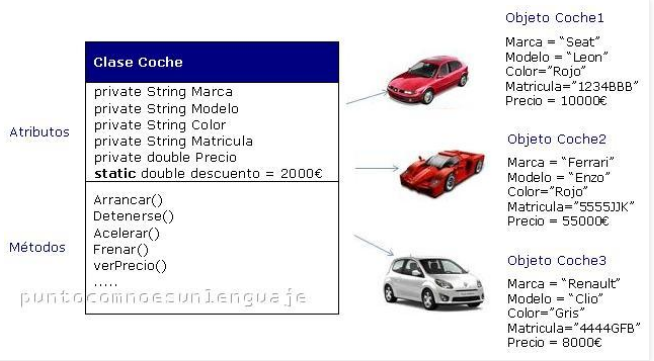 Clase Coche
Atributos
private String Marca
private String Modelo
private String Color
private String Matricula
private double Precio
static double descuento = 2000€
Métodos
Arrancar()
Detenerse()
Acelerar()
Frenar()
verPrecio()
.....
puntocomnoesunlenguaje
Objeto Coche1
Marca = “Seat”
Modelo = “Leon”
Color=”Rojo”
Matricula=”1234BBB”
Precio = 10000€
Objeto Coche2
Marca = “Ferrari”
Modelo = “Enzo”
Color=”Rojo”
Matricula=”5555JJK”
Precio = 55000€
Objeto Coche3
Marca = “Renault”
Modelo = “Clio”
Color=”Gris”
Matricula=”4444GFB”
Precio = 8000€